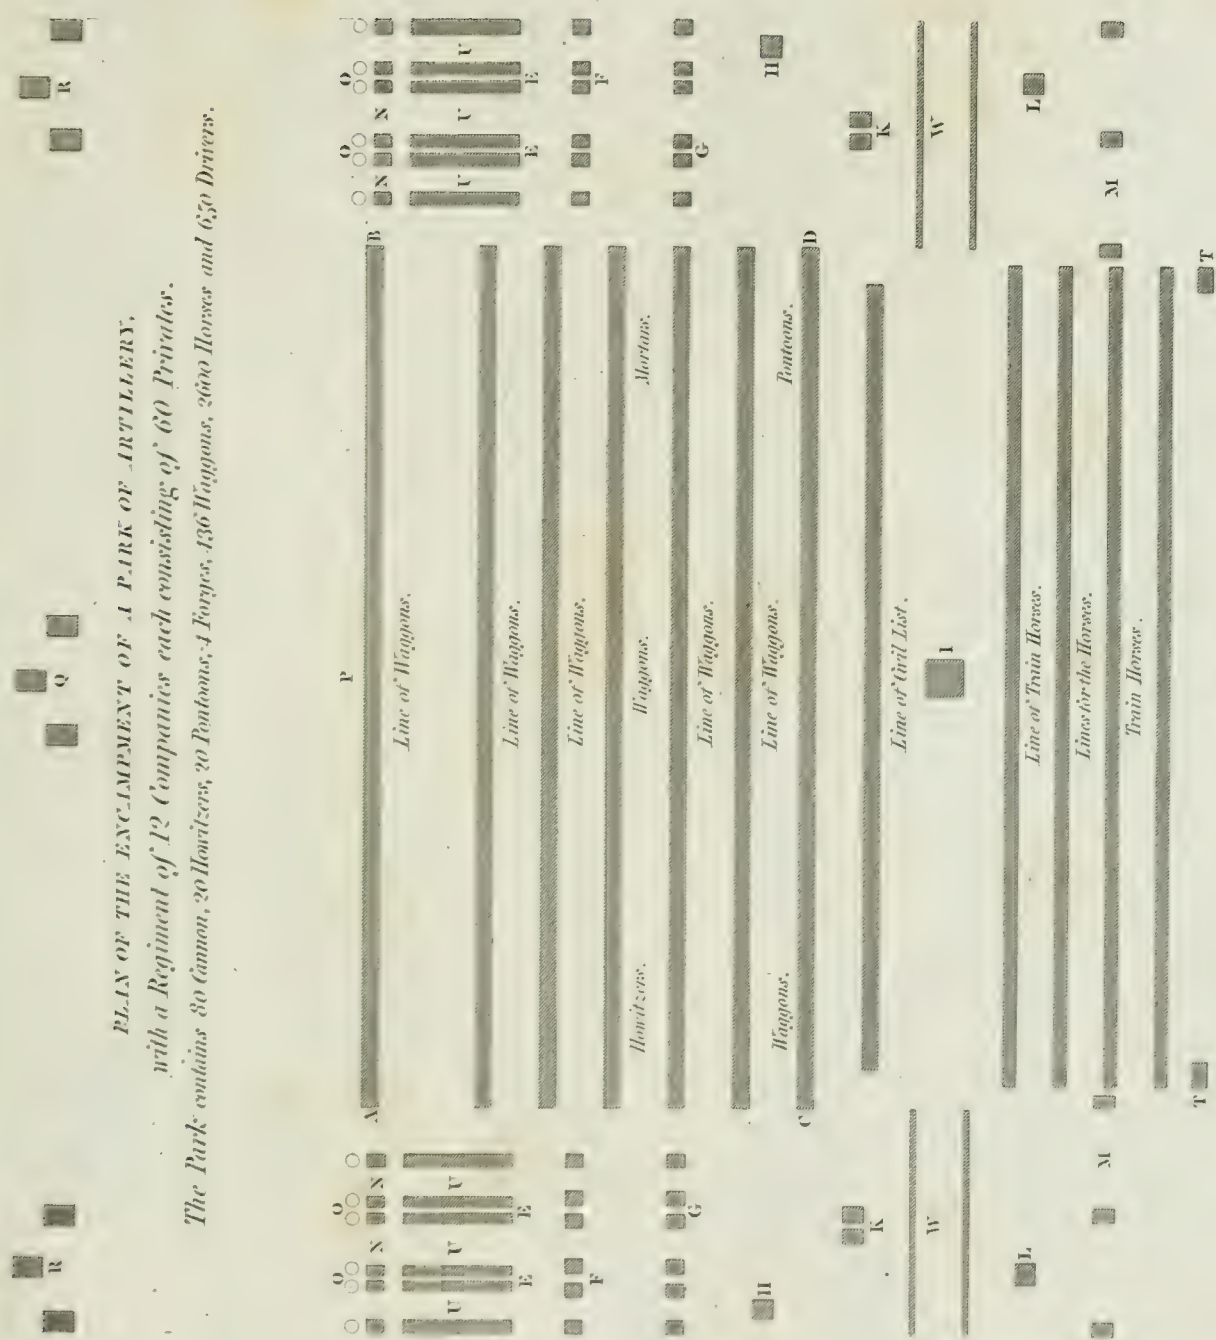 R Q R
PLAN OF THE ENCAMPMENT OF A PARK OF ARTILLERY,
with a Regiment of 12 Companies each consisting of 60 Privates.
The Park contains 80 Cannon, 20 Howitzers, 20 Pontoons, 4 Forges, 436 Waggons, 2600 Horses and 650 Drivers.
O O P O O
N N A B N N
Line of Waggons.
U U U U U U
Line of Waggons.
E E E E
Line of Waggons.
F F
Howitzers. Waggons. Mortars.
G Line of Waggons. G
H Line of Waggons. H
Waggons. Pontoons.
C D
K K
Line of Civil List.
W W
I
L L
Line of Train Horses.
Lines for the Horses.
M M
Train Horses.
T T